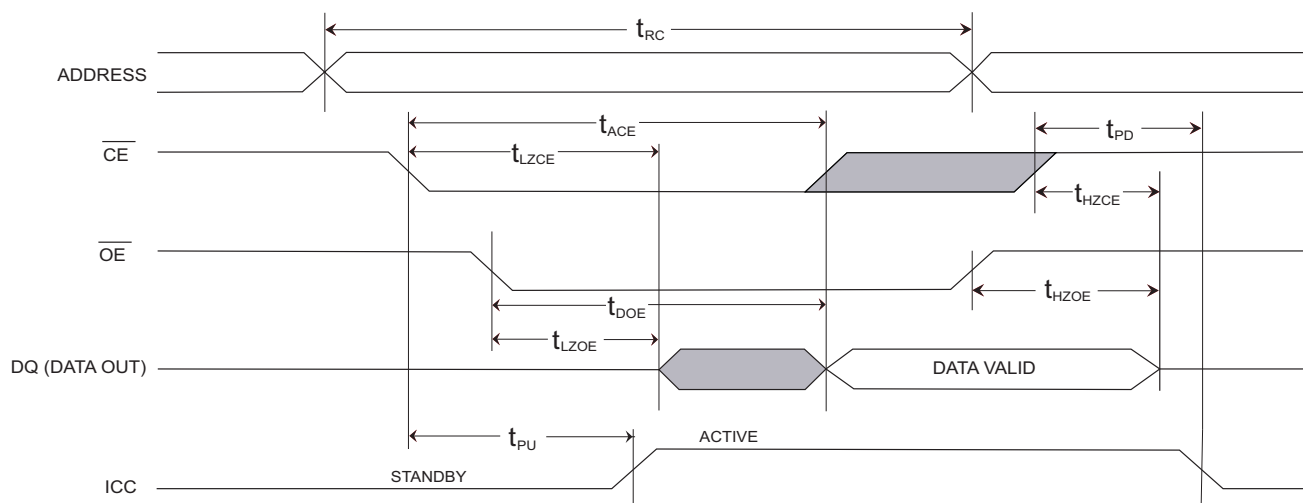 tRC
ADDRESS
tACE
tPD
CE
tLZCE
tHZCE
OE
tHZOE
tDOE
tLZOE
DQ (DATA OUT)
DATA VALID
tPU
ACTIVE
STANDBY
ICC